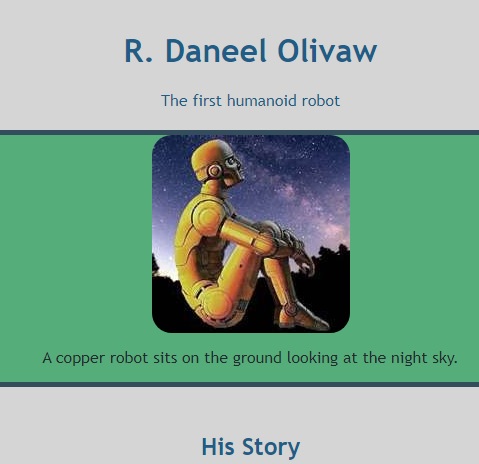 R. Daneel Olivaw
The first humanoid robot
A copper robot sits on the ground looking at the night sky.
His Story